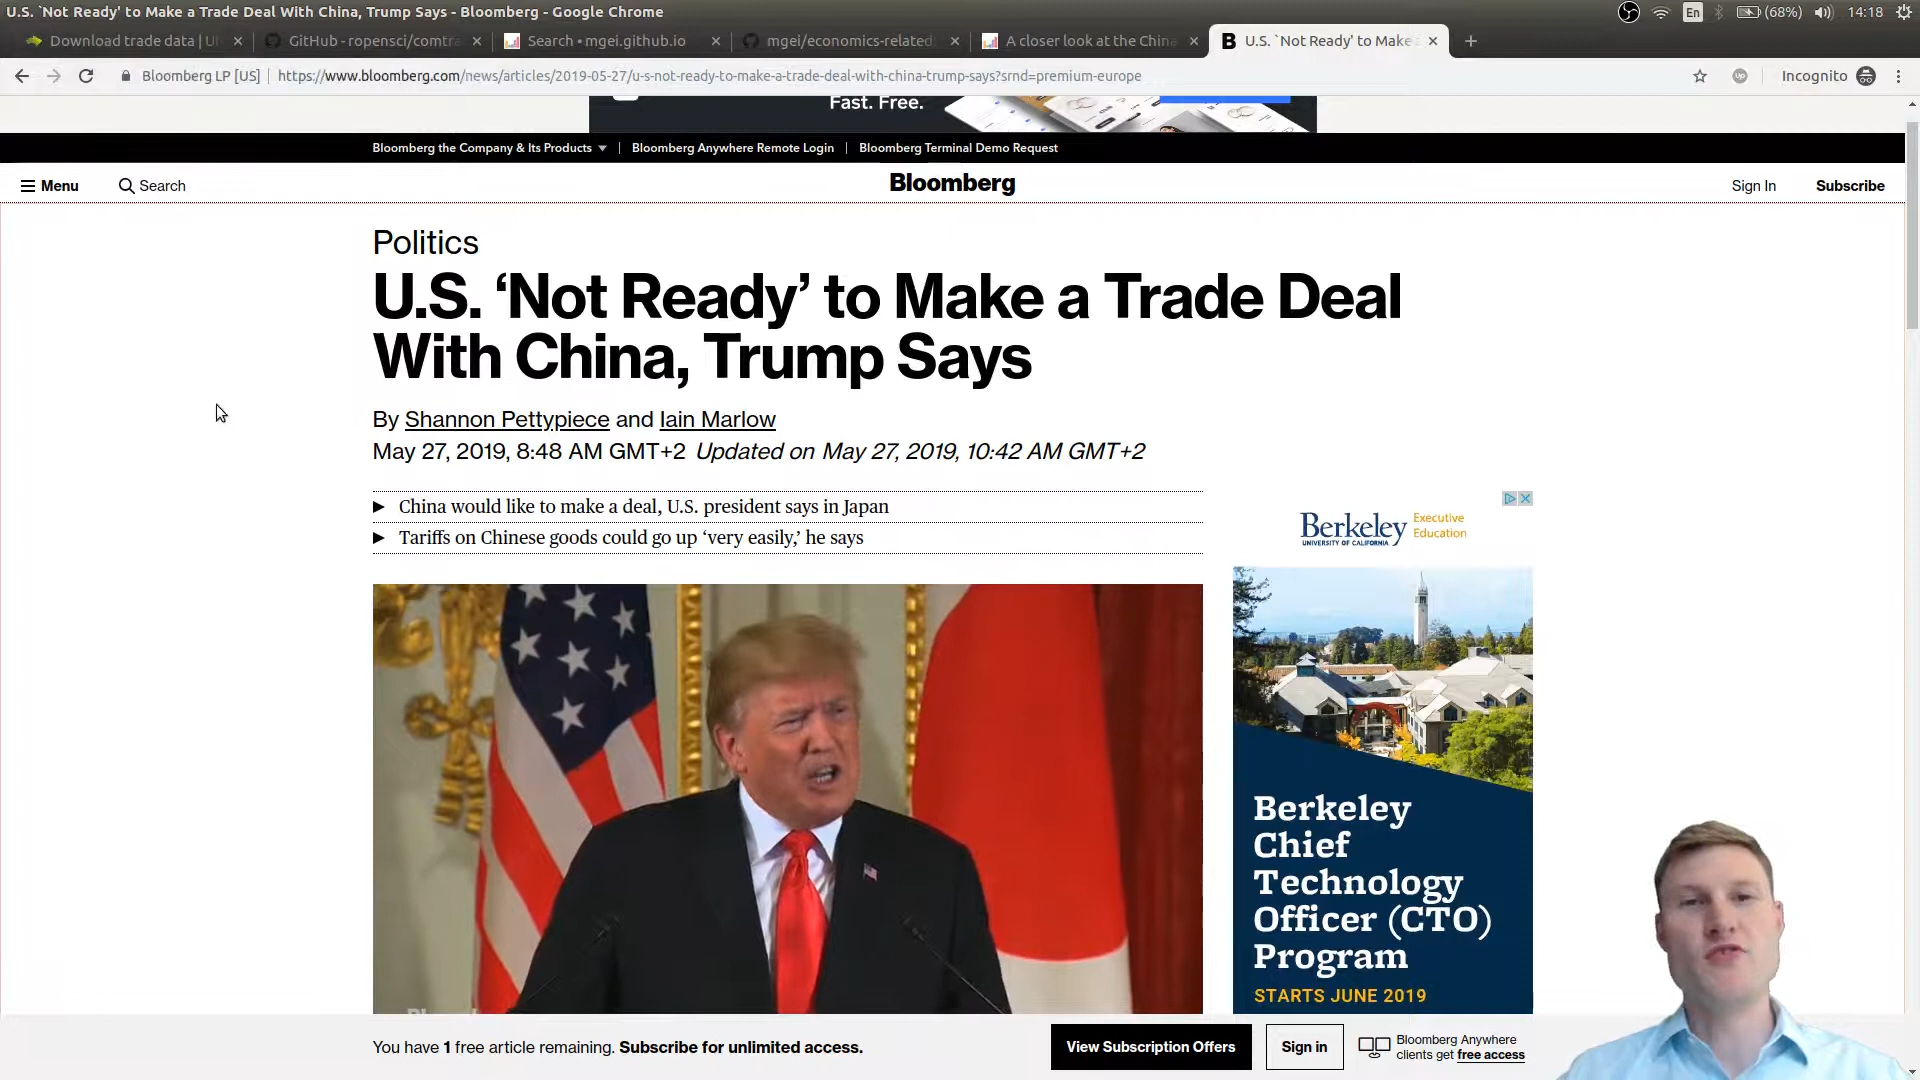 U.S. `Not Ready' to Make a Trade Deal With China, Trump Says - Bloomberg - Google Chrome
En
(68%)
14:18
Download trade data | U
GitHub - ropensci/comtra
Search • mgei.github.io
mgei/economics-related
A closer look at the China
U.S. `Not Ready' to Make
Bloomberg LP [US]
https://www.bloomberg.com/news/articles/2019-05-27/u-s-not-ready-to-make-a-trade-deal-with-china-trump-says?srnd=premium-europe
Incognito
Fast. Free.
Bloomberg the Company & Its Products
Bloomberg Anywhere Remote Login
Bloomberg Terminal Demo Request
Menu
Search
Bloomberg
Sign In
Subscribe
Politics
U.S. ‘Not Ready’ to Make a Trade Deal
With China, Trump Says
By Shannon Pettypiece and Iain Marlow
May 27, 2019, 8:48 AM GMT+2 Updated on May 27, 2019, 10:42 AM GMT+2
China would like to make a deal, U.S. president says in Japan
Tariffs on Chinese goods could go up ‘very easily,’ he says
Berkeley
UNIVERSITY OF CALIFORNIA
Executive
Education
Berkeley
Chief
Technology
Officer (CTO)
Program
STARTS JUNE 2019
You have 1 free article remaining. Subscribe for unlimited access.
View Subscription Offers
Sign in
Bloomberg Anywhere
clients get free access